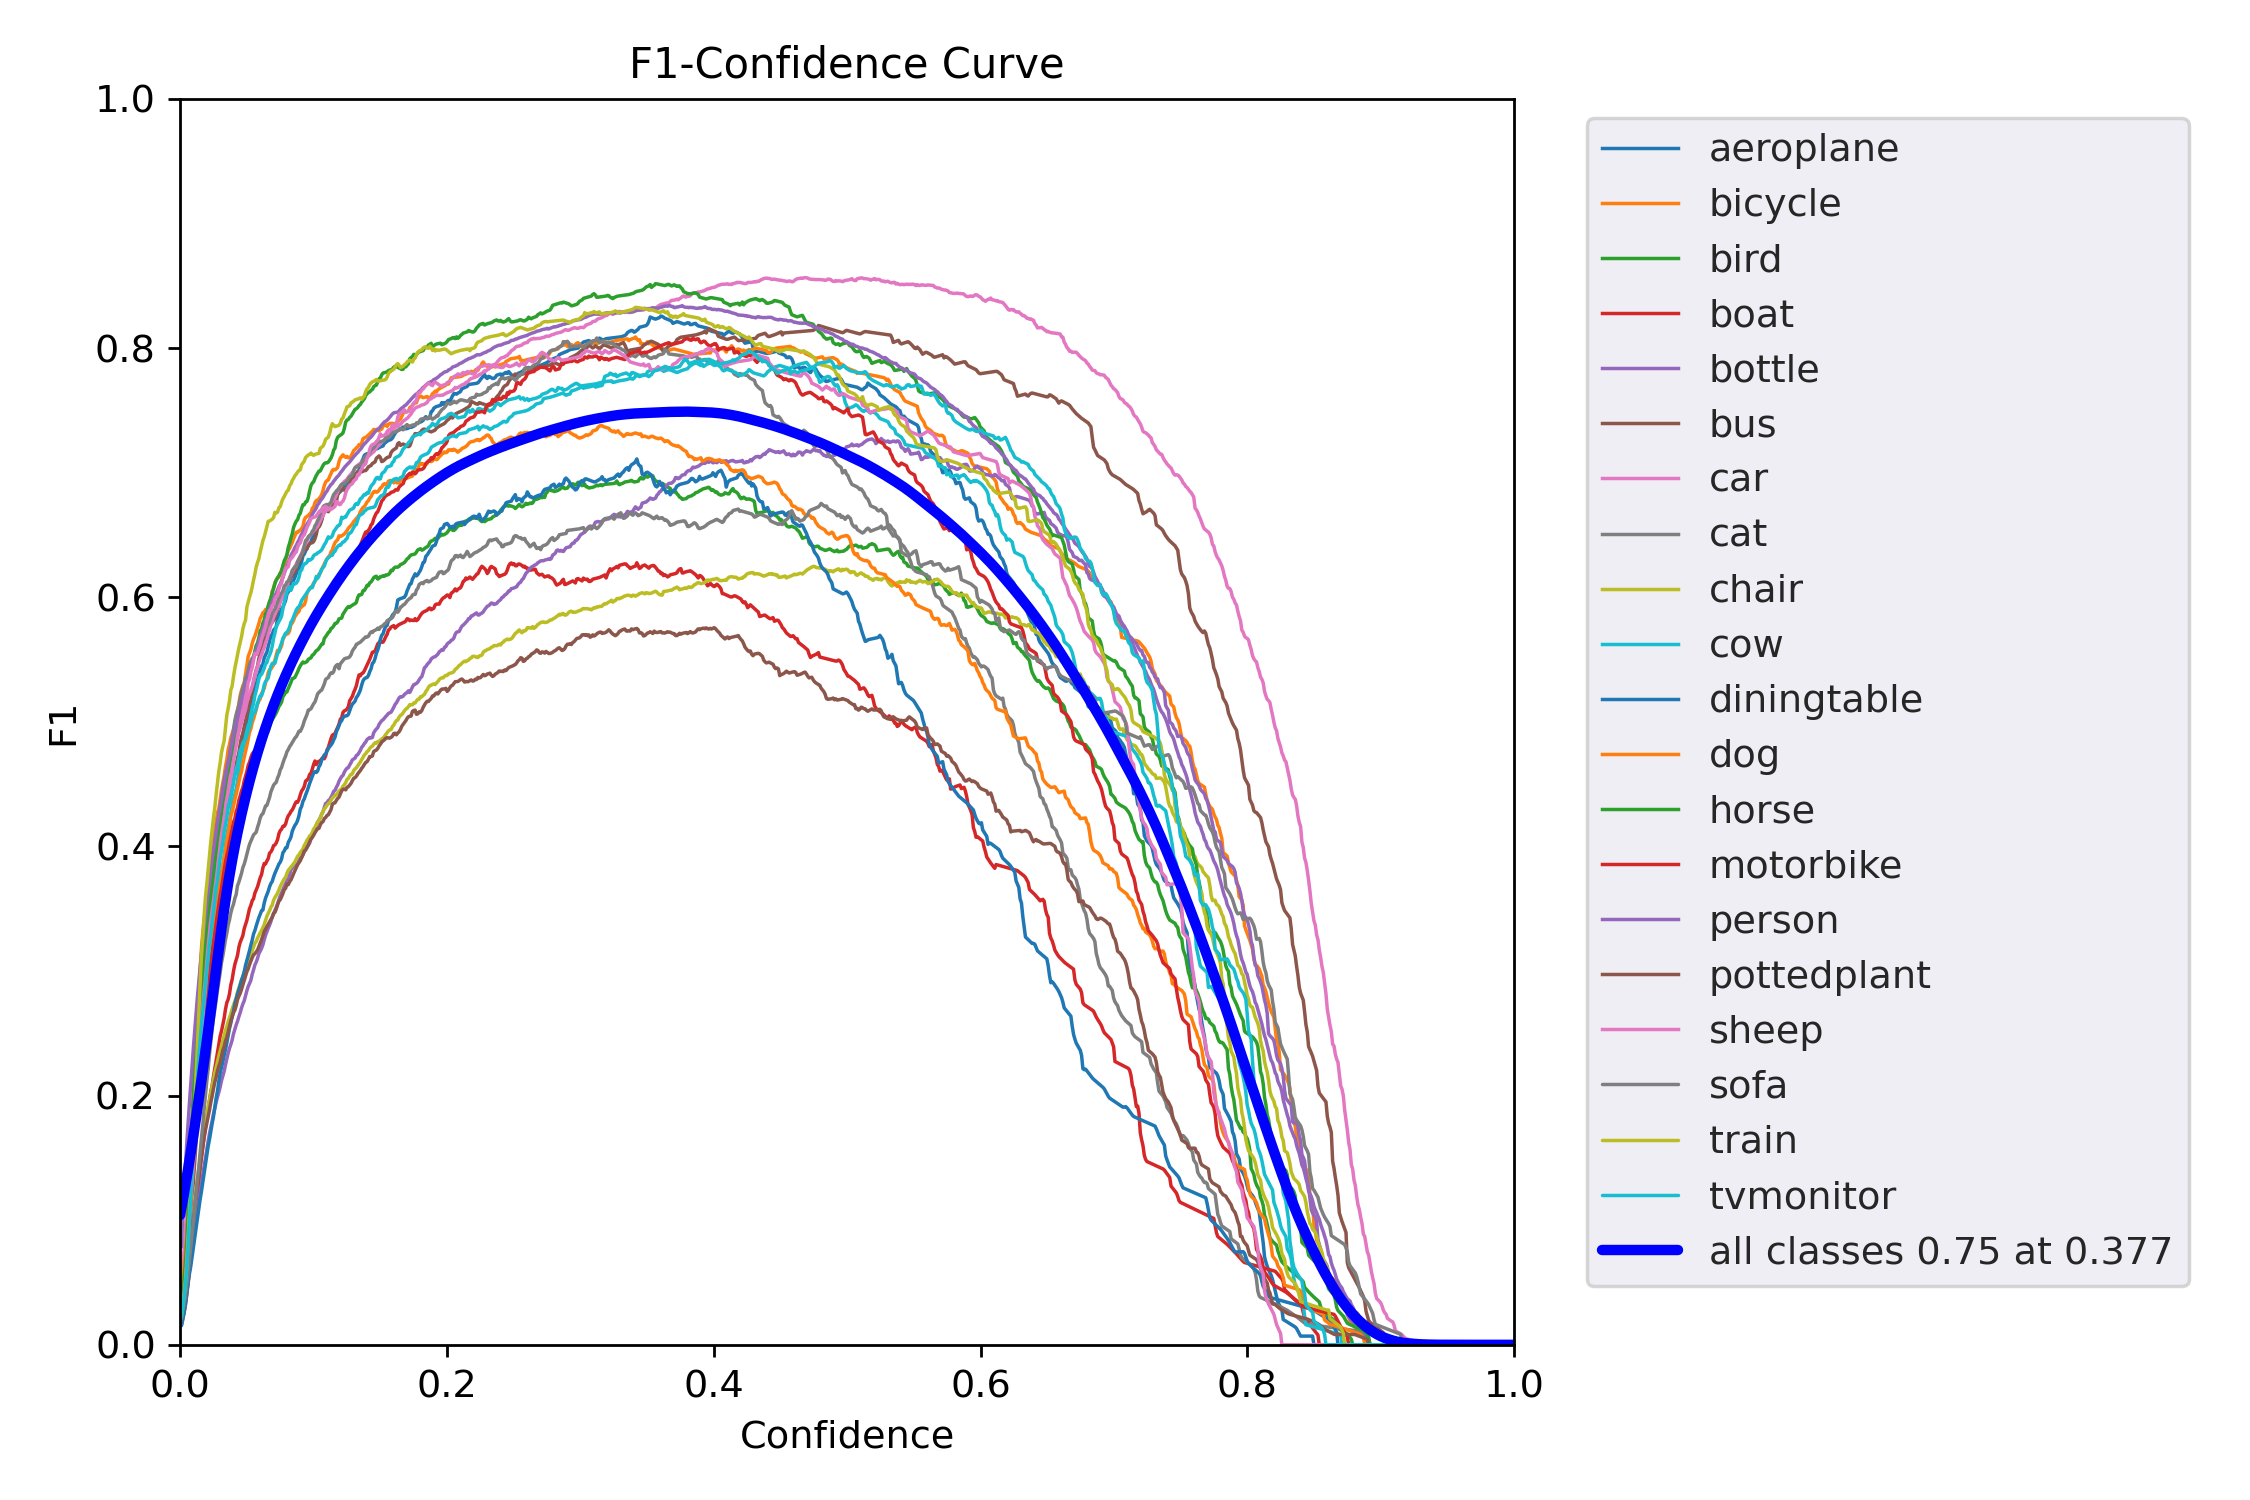 F1-Confidence Curve
1.0
0.8
0.6
0.4
0.2
0.0
F1
0.0 0.2 0.4 0.6 0.8 1.0
Confidence
aeroplane
bicycle
bird
boat
bottle
bus
car
cat
chair
cow
diningtable
dog
horse
motorbike
person
pottedplant
sheep
sofa
train
tvmonitor
all classes 0.75 at 0.377